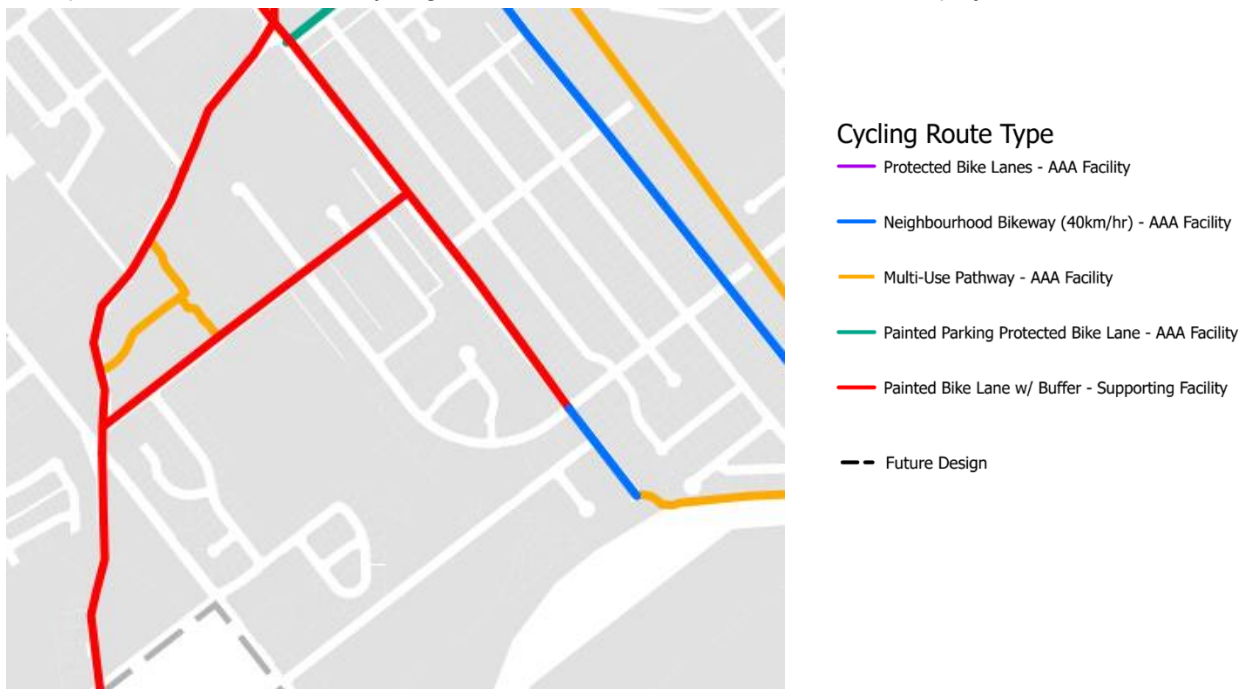 Cycling Route Type
Protected Bike Lanes - AAA Facility
Neighbourhood Bikeway (40km/hr) - AAA Facility
Multi-Use Pathway - AAA Facility
Painted Parking Protected Bike Lane - AAA Facility
Painted Bike Lane w/ Buffer - Supporting Facility
Future Design